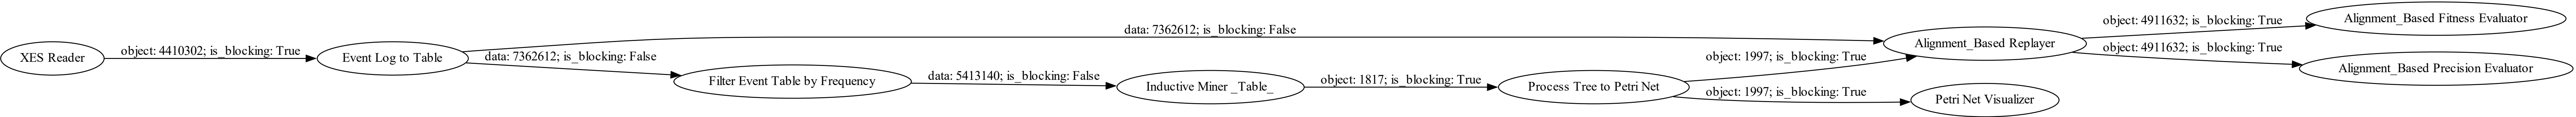 XES Reader
object: 4410302; is_blocking: True
Event Log to Table
data: 7362612; is_blocking: False
data: 7362612; is_blocking: False
Filter Event Table by Frequency
data: 5413140; is_blocking: False
Inductive Miner _Table_
object: 1817; is_blocking: True
Process Tree to Petri Net
object: 1997; is_blocking: True
object: 1997; is_blocking: True
Alignment_Based Replayer
Petri Net Visualizer
object: 4911632; is_blocking: True
object: 4911632; is_blocking: True
Alignment_Based Fitness Evaluator
Alignment_Based Precision Evaluator